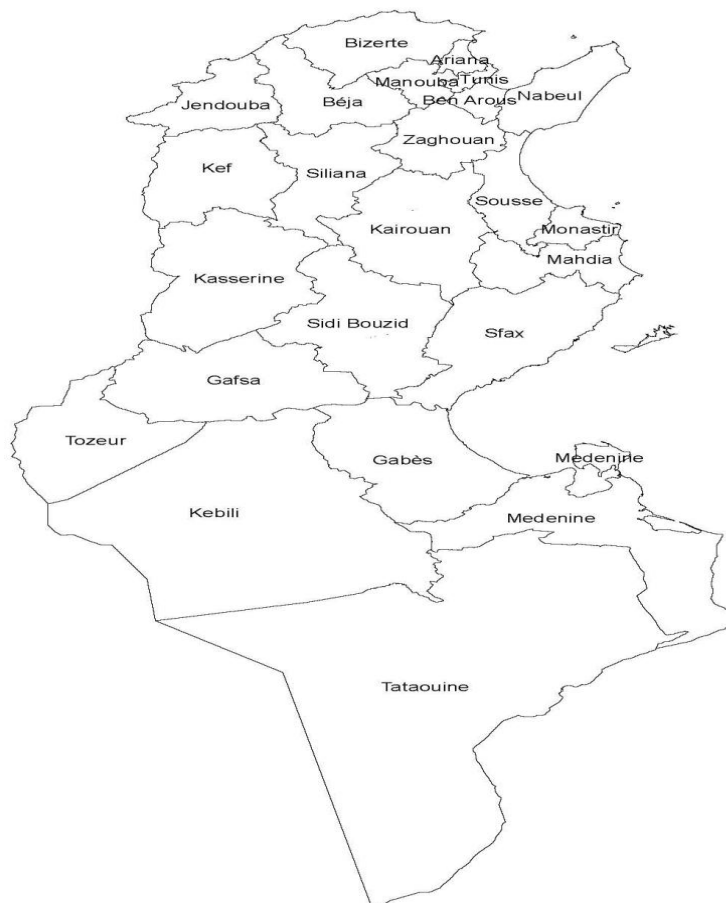 Bizerte
Ariana
Manouba
Tunis
Jendouba
Béja
Ben Arous
Nabeul
Zaghouan
Kef
Siliana
Sousse
Kairouan
Monastir
Mahdia
Kasserine
Sidi Bouzid
Sfax
Gafsa
Tozeur
Gabès
Medenine
Kebili
Medenine
Tataouine